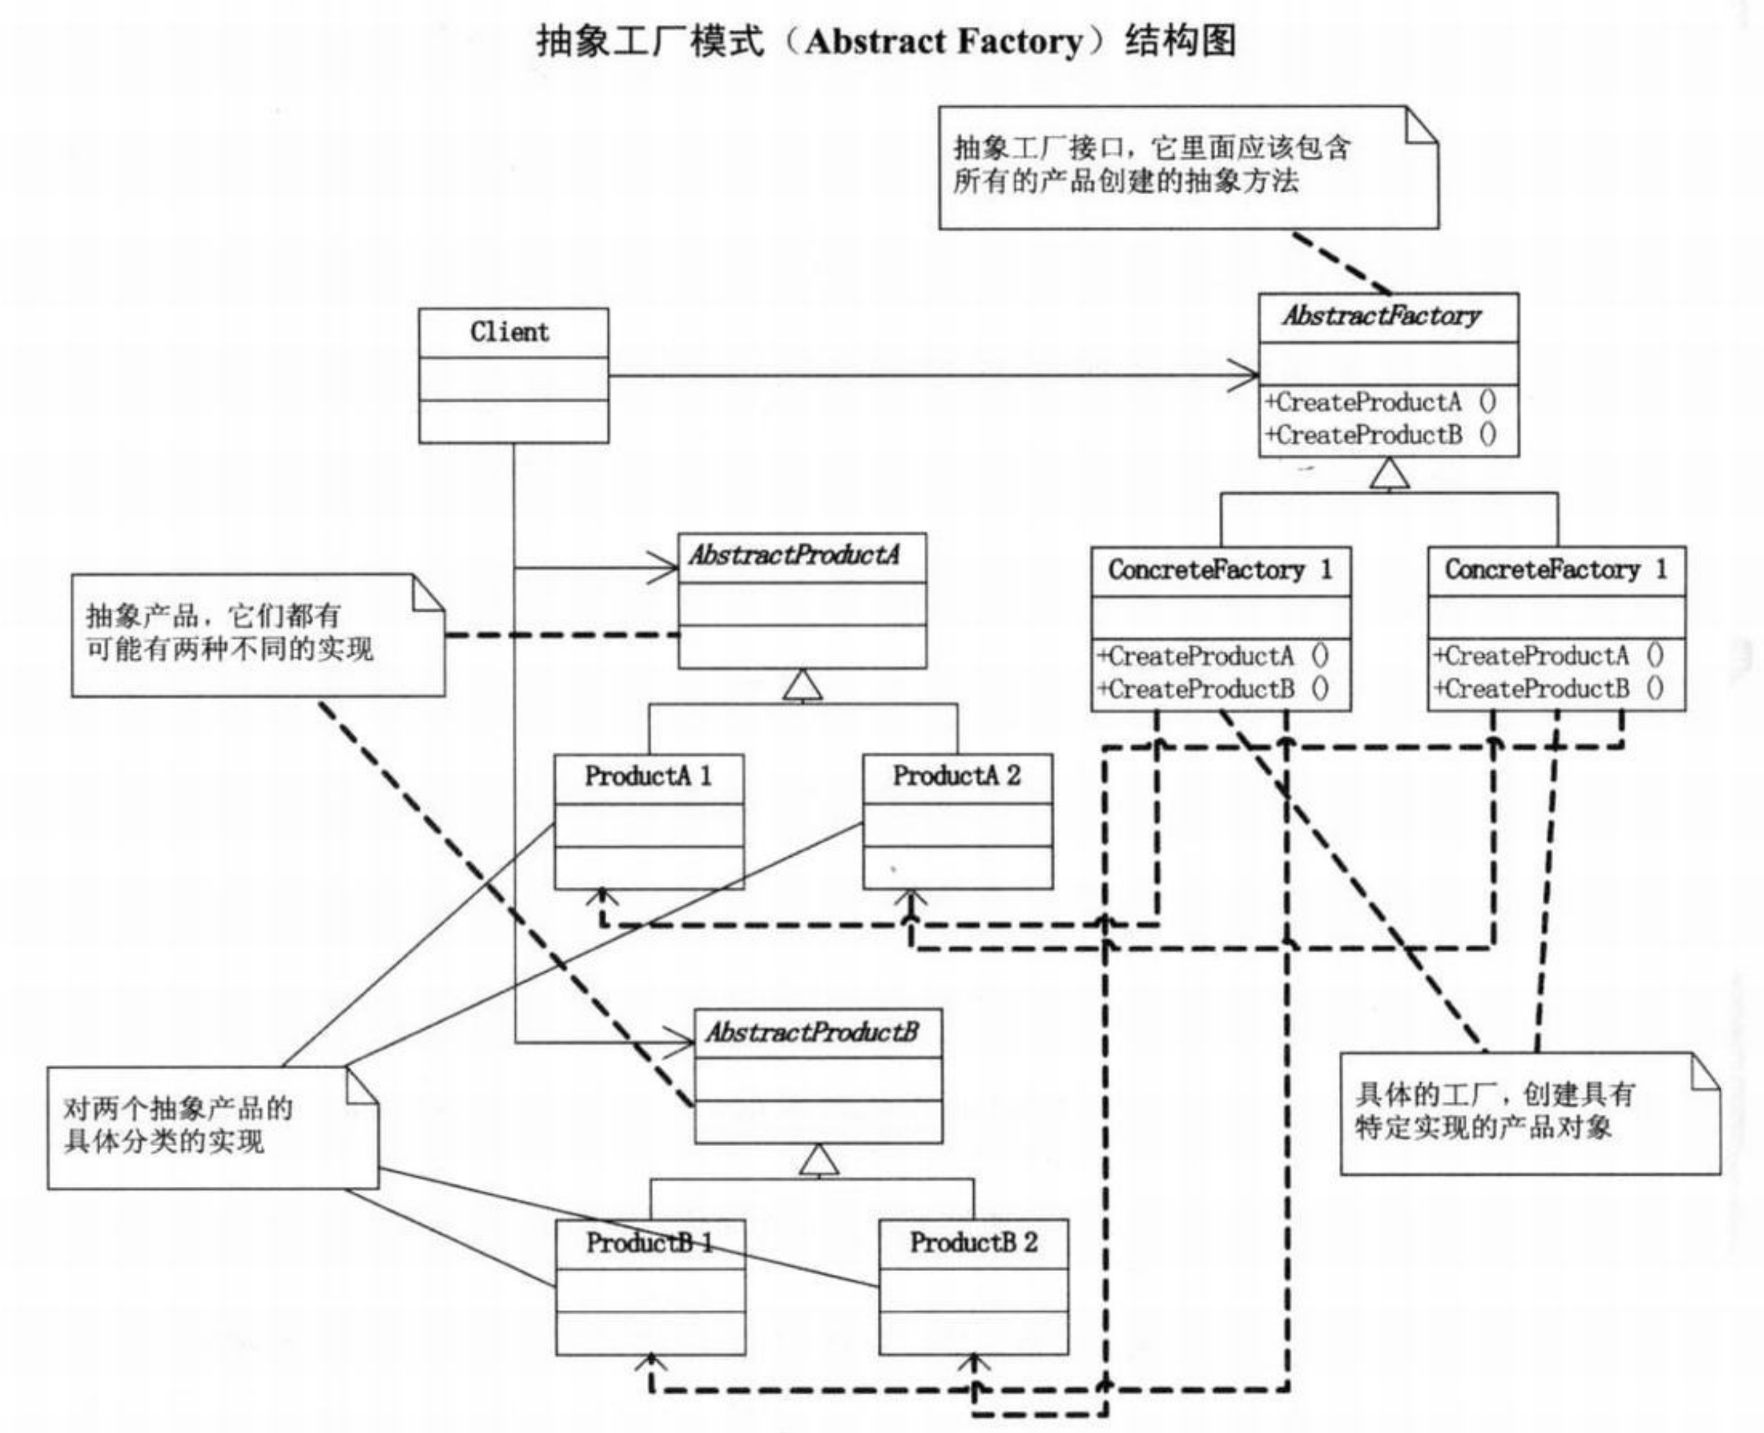 抽象工厂模式（Abstract Factory）结构图
抽象工厂接口，它里面应该包含
所有的产品创建的抽象方法
Client
AbstractFactory
+CreateProductA ()
+CreateProductB ()
AbstractProductA
ConcreteFactory 1
+CreateProductA ()
+CreateProductB ()
ConcreteFactory 1
+CreateProductA ()
+CreateProductB ()
抽象产品，它们都有
可能有两种不同的实现
ProductA 1
ProductA 2
AbstractProductB
对两个抽象产品的
具体分类的实现
具体的工厂，创建具有
特定实现的产品对象
ProductB 1
ProductB 2